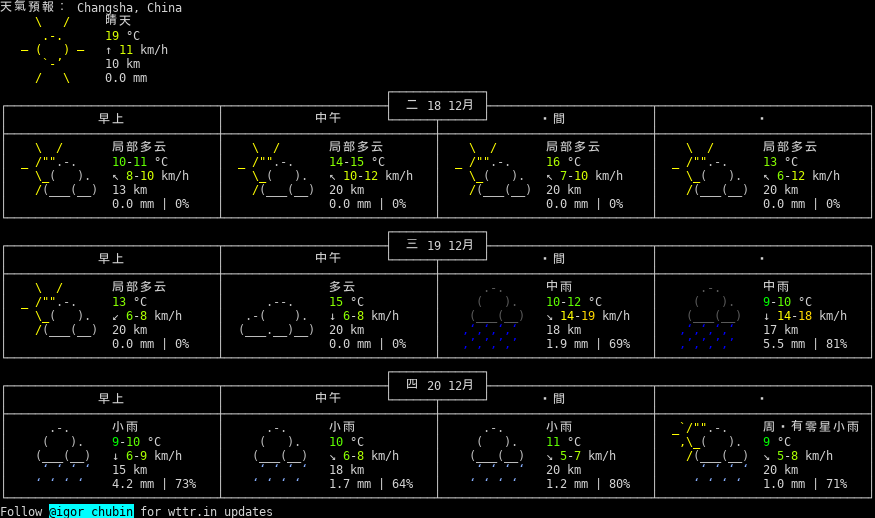 天氣預報： Changsha, China
晴天
19 °C
↑ 11 km/h
10 km
0.0 mm
二 18 12月
早上 中午 ・間 ・
局部多云 局部多云 局部多云 局部多云
10-11 °C 14-15 °C 16 °C 13 °C
↖ 8-10 km/h ↖ 10-12 km/h ↖ 7-10 km/h ↖ 6-12 km/h
13 km 20 km 20 km 20 km
0.0 mm | 0% 0.0 mm | 0% 0.0 mm | 0% 0.0 mm | 0%
三 19 12月
早上 中午 ・間 ・
局部多云 多云 中雨 中雨
13 °C 15 °C 10-12 °C 9-10 °C
↙ 6-8 km/h ↓ 6-8 km/h ↘ 14-19 km/h ↓ 14-18 km/h
20 km 20 km 18 km 17 km
0.0 mm | 0% 0.0 mm | 0% 1.9 mm | 69% 5.5 mm | 81%
四 20 12月
早上 中午 ・間 ・
小雨 小雨 小雨 周・有零星小雨
9-10 °C 10 °C 11 °C 9 °C
↓ 6-9 km/h ↘ 6-8 km/h ↘ 5-7 km/h ↘ 5-8 km/h
15 km 18 km 20 km 20 km
4.2 mm | 73% 1.7 mm | 64% 1.2 mm | 80% 1.0 mm | 71%
Follow @igor_chubin for wttr.in updates